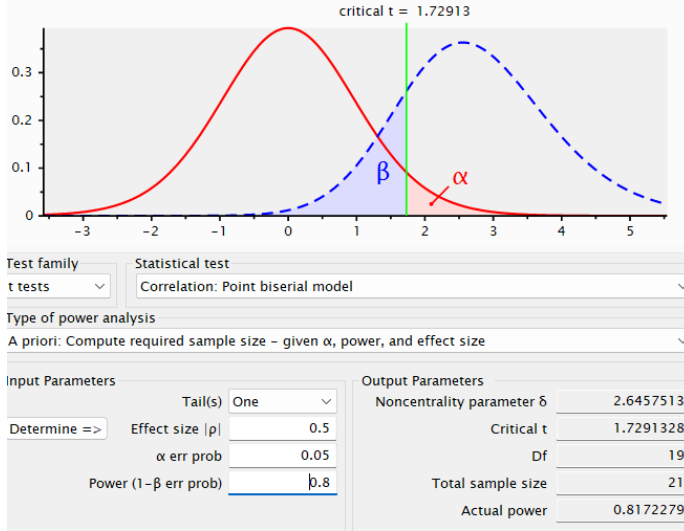 critical t = 1.72913
0.3
0.2
0.1
0
β
α
-3 -2 -1 0 1 2 3 4 5
Test family Statistical test
t tests Correlation: Point biserial model
Type of power analysis
A priori: Compute required sample size – given α, power, and effect size
Input Parameters Output Parameters
Tail(s) One Noncentrality parameter δ 2.6457513
Determine => Effect size |ρ| 0.5 Critical t 1.7291328
α err prob 0.05 Df 19
Power (1-β err prob) 0.8 Total sample size 21
Actual power 0.8172279